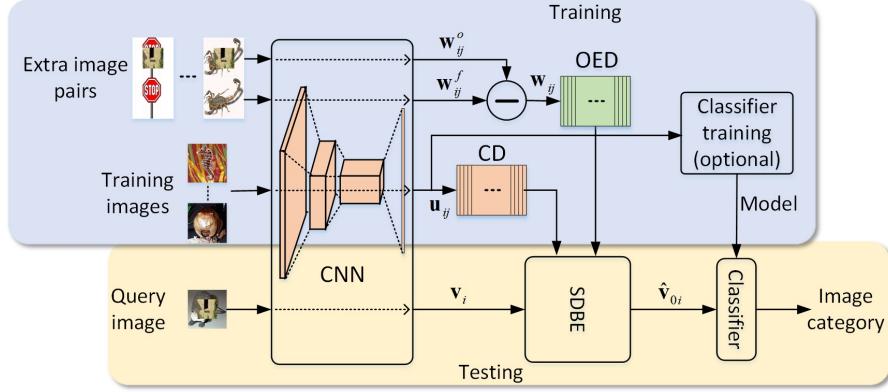 Training
Extra image
pairs
STOP
STOP
w^o_ij
w^f_ij
w_ij
OED
Classifier
training
(optional)
Training
images
CNN
u_ij
CD
Model
Query
image
v_i
SDBE
v̂_0i
Classifier
Image
category
Testing